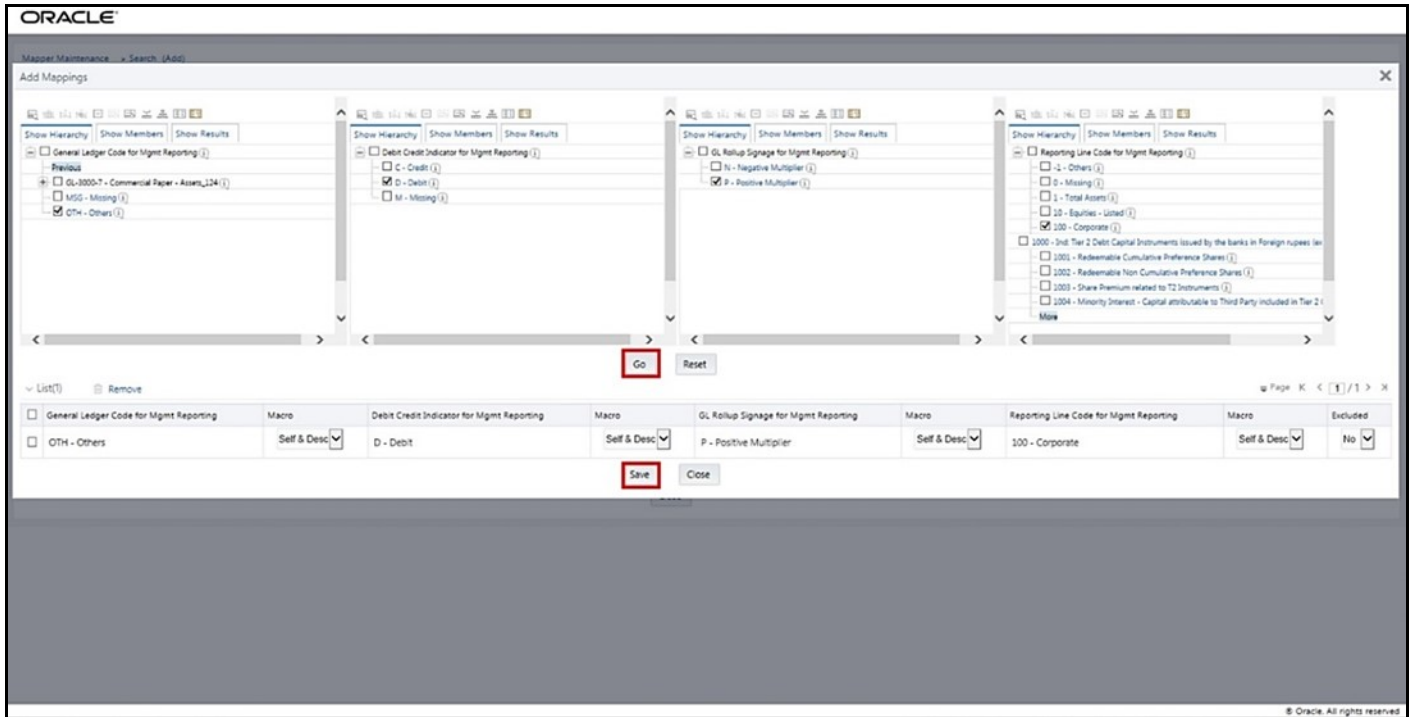 ORACLE
Mapper Maintenance » Search (Add)
Add Mappings
Show Hierarchy Show Members Show Results
General Ledger Code for Mgmt Reporting
Previous
GL-3000-7 - Commercial Paper - Assets_124
MSG - Missing
OTH - Others
Show Hierarchy Show Members Show Results
Debit Credit Indicator for Mgmt Reporting
C - Credit
D - Debit
M - Missing
Show Hierarchy Show Members Show Results
GL Rollup Signage for Mgmt Reporting
N - Negative Multiplier
P - Positive Multiplier
Show Hierarchy Show Members Show Results
Reporting Line Code for Mgmt Reporting
-1 - Others
0 - Missing
1 - Total Assets
10 - Equities - Listed
100 - Corporate
1000 - Ind: Tier 2 Debt Capital Instruments issued by the banks in Foreign rupees (ex
1001 - Redeemable Cumulative Preference Shares
1002 - Redeemable Non Cumulative Preference Shares
1003 - Share Premium related to T2 Instruments
1004 - Minority Interest - Capital attributable to Third Party included in Tier 2
More
Go Reset
List(1) Remove Page 1 / 1
General Ledger Code for Mgmt Reporting Macro Debit Credit Indicator for Mgmt Reporting Macro GL Rollup Signage for Mgmt Reporting Macro Reporting Line Code for Mgmt Reporting Macro Excluded
OTH - Others Self & Desc D - Debit Self & Desc P - Positive Multiplier Self & Desc 100 - Corporate Self & Desc No
Save Close
© Oracle. All rights reserved